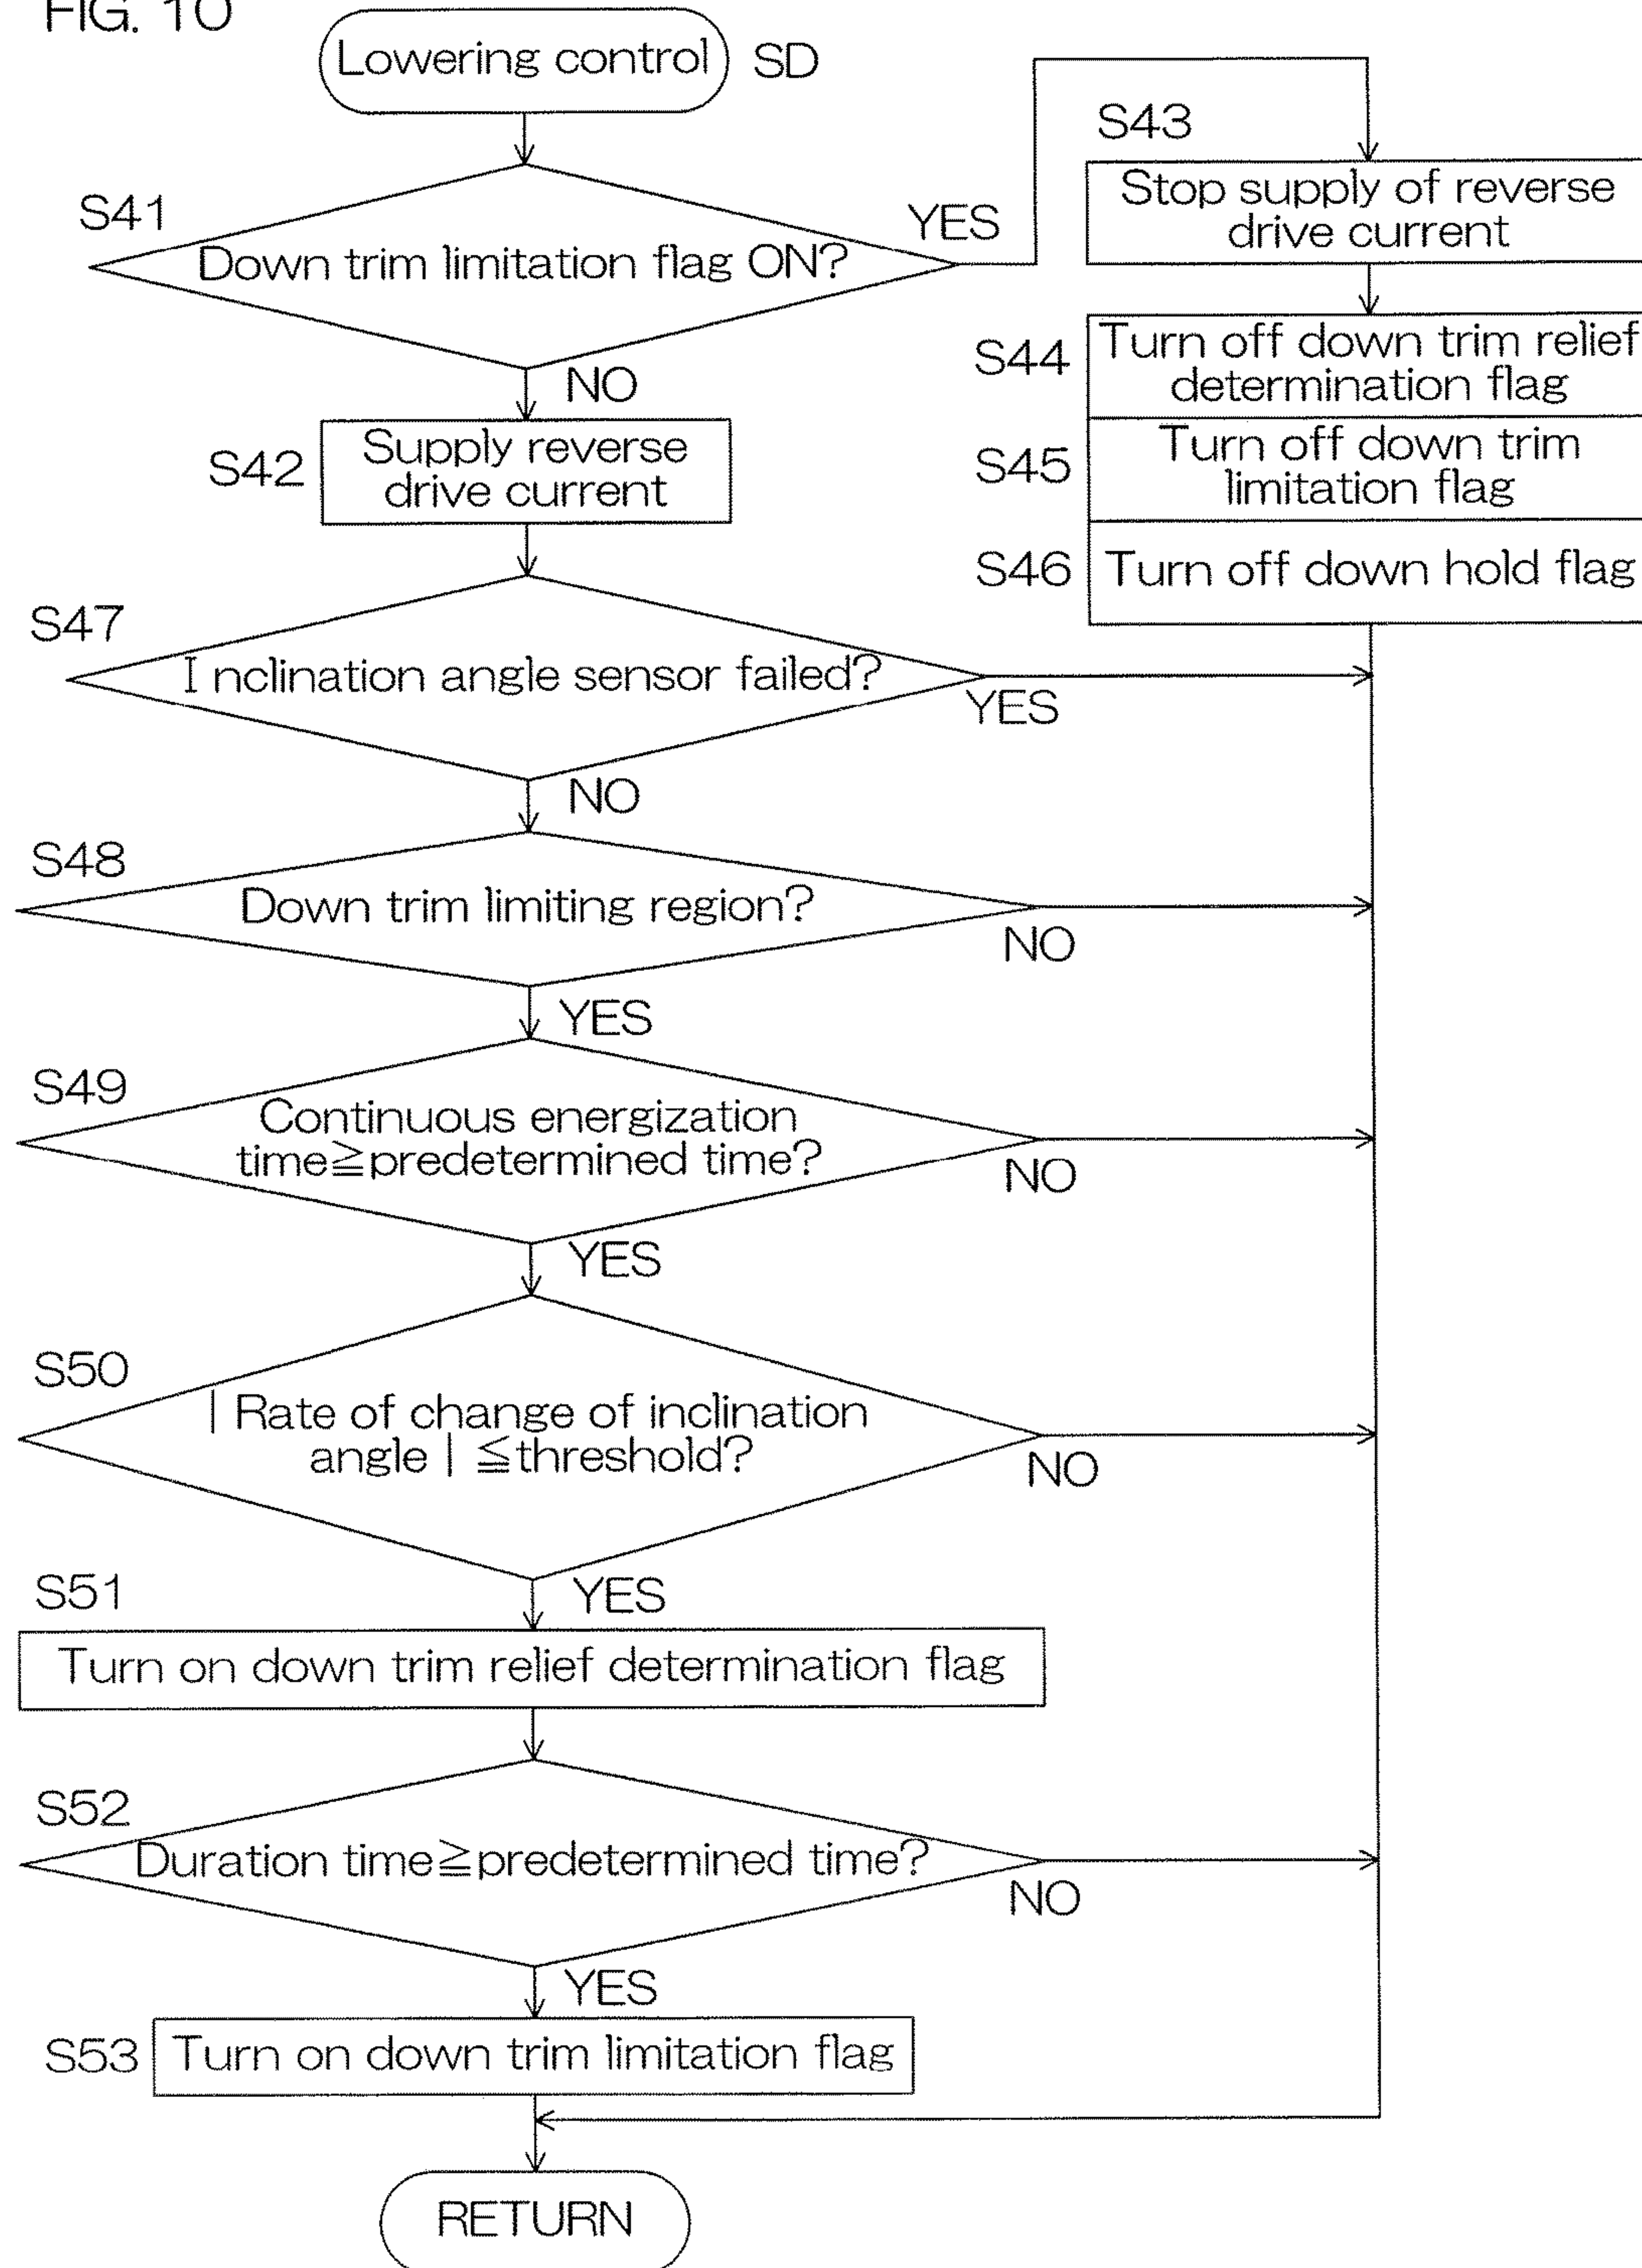 FIG. 10
Lowering control
SD
S41
Down trim limitation flag ON?
YES
NO
S42
Supply reverse
drive current
S43
Stop supply of reverse
drive current
S44
Turn off down trim relief
determination flag
S45
Turn off down trim
limitation flag
S46
Turn off down hold flag
S47
I nclination angle sensor failed?
YES
NO
S48
Down trim limiting region?
NO
YES
S49
Continuous energization
time≧predetermined time?
NO
YES
S50
| Rate of change of inclination
angle | ≦threshold?
NO
YES
S51
Turn on down trim relief determination flag
S52
Duration time≧predetermined time?
NO
YES
S53
Turn on down trim limitation flag
RETURN